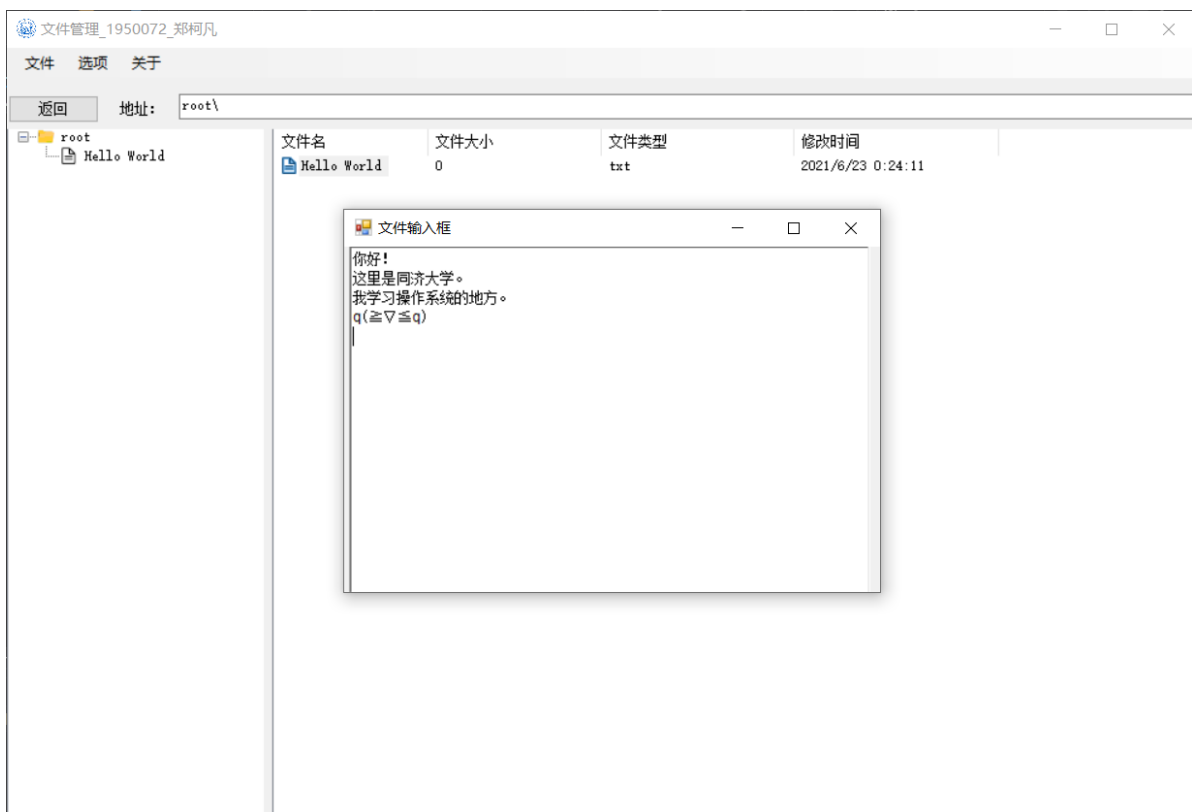 文件管理_1950072_郑柯凡
文件 选项 关于
返回 地址： root\
root
Hello World
文件名 文件大小 文件类型 修改时间
Hello World 0 txt 2021/6/23 0:24:11
文件输入框
你好！
这里是同济大学。
我学习操作系统的地方。
q(≧▽≦q)